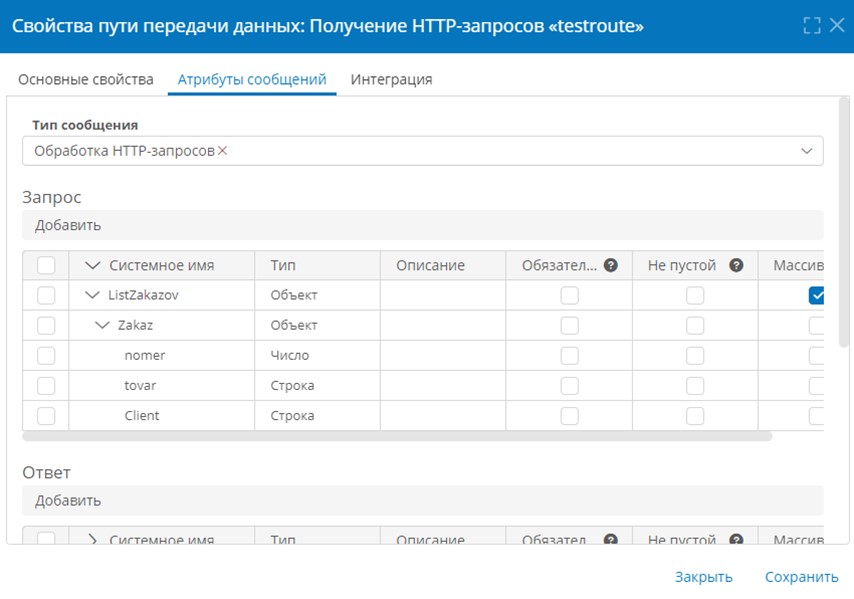 Свойства пути передачи данных: Получение HTTP-запросов «testroute»
Основные свойства Атрибуты сообщений Интеграция
Тип сообщения
Обработка HTTP-запросов
Запрос
Добавить
Системное имя Тип Описание Обязател... Не пустой Массив
ListZakazov Объект
Zakaz Объект
nomer Число
tovar Строка
Client Строка
Ответ
Добавить
Системное имя Тип Описание Обязател... Не пустой Массив
Закрыть Сохранить